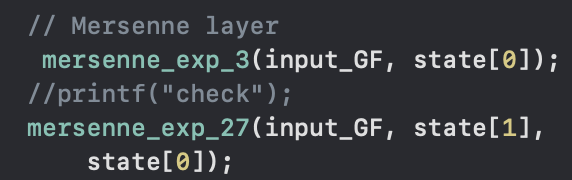 // Mersenne layer
mersenne_exp_3(input_GF, state[0]);
//printf("check");
mersenne_exp_27(input_GF, state[1],
state[0]);